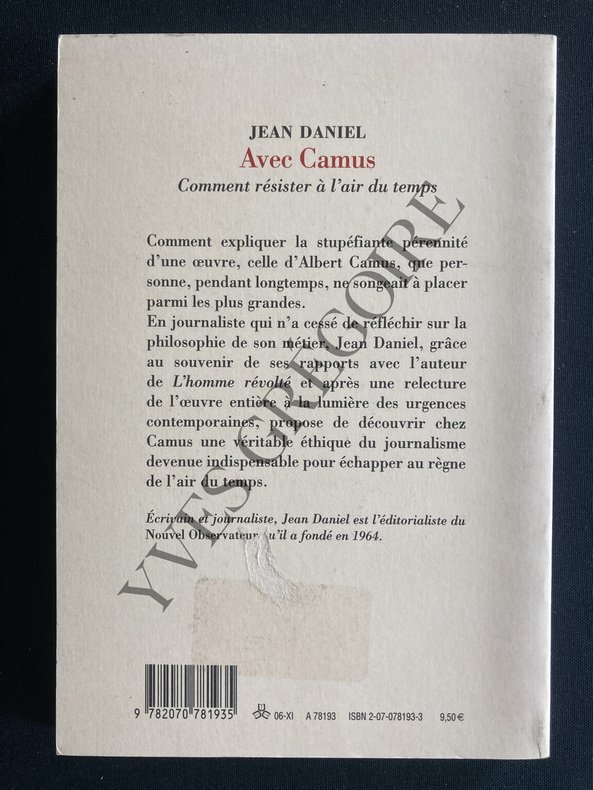 JEAN DANIEL
Avec Camus
Comment résister à l'air du temps
Comment expliquer la stupéfiante pérennité
d'une œuvre, celle d'Albert Camus, que per-
sonne, pendant longtemps, ne songeait à placer
parmi les plus grandes.
En journaliste qui n'a cessé de réfléchir sur la
philosophie de son métier, Jean Daniel, grâce
au souvenir de ses rapports avec l'auteur
de L'homme révolté et après une relecture
de l'œuvre entière à la lumière des urgences
contemporaines, propose de découvrir chez
Camus une véritable éthique du journalisme
devenue indispensable pour échapper au règne
de l'air du temps.
Écrivain et journaliste, Jean Daniel est l'éditorialiste du
Nouvel Observateur qu'il a fondé en 1964.
YVES GREGOIRE
9 782070 781935
06-XI A 78193 ISBN 2-07-078193-3 9,50 €